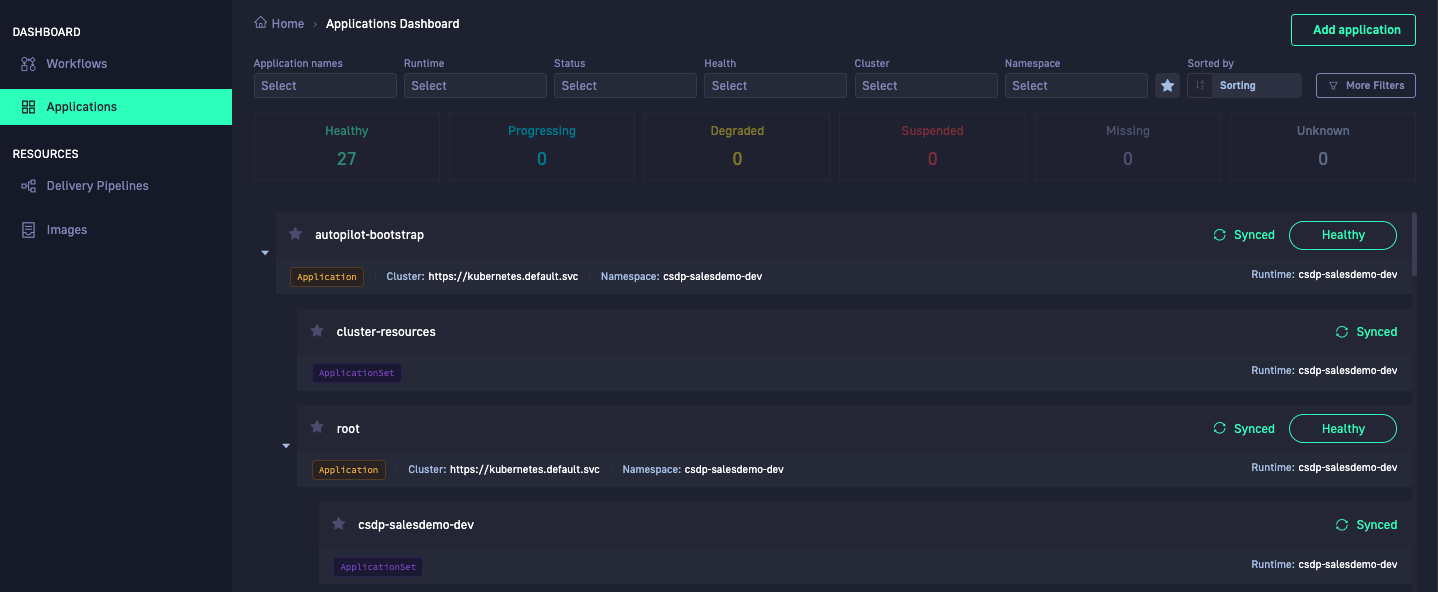 DASHBOARD
Workflows
Applications
RESOURCES
Delivery Pipelines
Images
Home > Applications Dashboard
Add application
Application names Runtime Status Health Cluster Namespace Sorted by
Select Select Select Select Select Select Sorting More Filters
Healthy Progressing Degraded Suspended Missing Unknown
27 0 0 0 0 0
autopilot-bootstrap Synced Healthy
Application Cluster: https://kubernetes.default.svc Namespace: csdp-salesdemo-dev Runtime: csdp-salesdemo-dev
cluster-resources Synced
ApplicationSet Runtime: csdp-salesdemo-dev
root Synced Healthy
Application Cluster: https://kubernetes.default.svc Namespace: csdp-salesdemo-dev Runtime: csdp-salesdemo-dev
csdp-salesdemo-dev Synced
ApplicationSet Runtime: csdp-salesdemo-dev